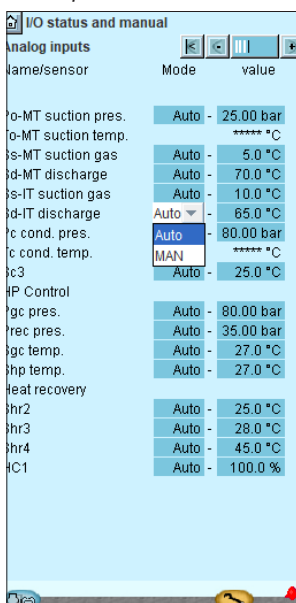 I/O status and manual
Analog inputs
Name/sensor Mode value
Po-MT suction pres. Auto - 25.00 bar
To-MT suction temp. ***** °C
Ss-MT suction gas Auto - 5.0 °C
Sd-MT discharge Auto - 70.0 °C
Ss-IT suction gas Auto - 10.0 °C
Sd-IT discharge Auto - 65.0 °C
Pc cond. pres. Auto - 80.00 bar
Tc cond. temp. MAN ***** °C
Sc3 Auto - 25.0 °C
HP Control
Pgc pres. Auto - 80.00 bar
Prec pres. Auto - 35.00 bar
Sgc temp. Auto - 27.0 °C
Shp temp. Auto - 27.0 °C
Heat recovery
Shr2 Auto - 25.0 °C
Shr3 Auto - 28.0 °C
Shr4 Auto - 45.0 °C
HC1 Auto - 100.0 %